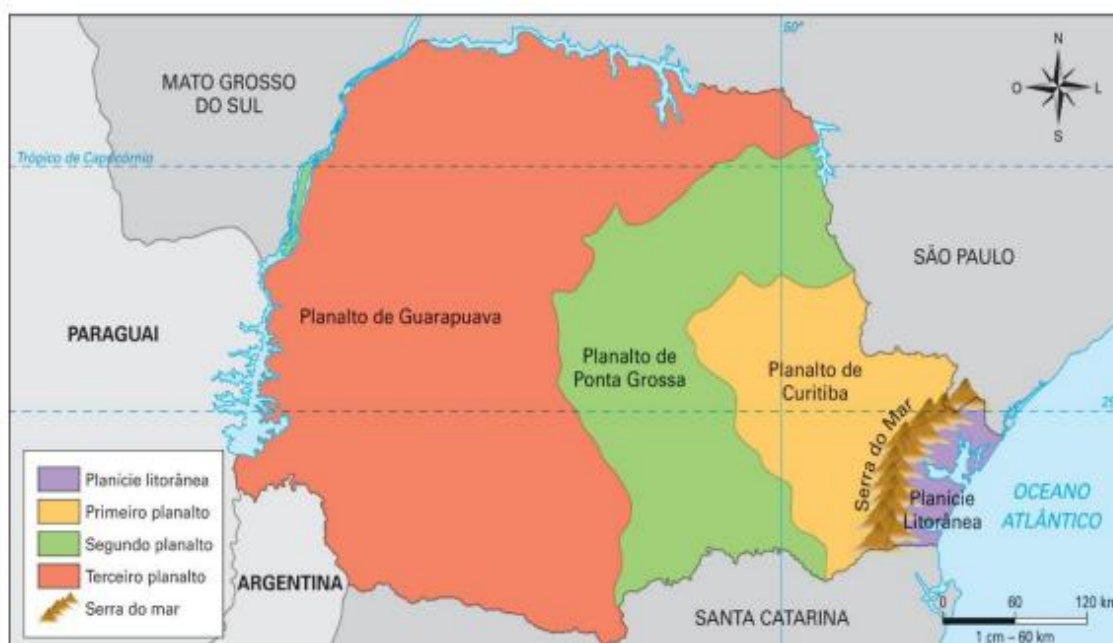 50°
N
O
L
S
MATO GROSSO
DO SUL
Trópico de Capricórnio
SÃO PAULO
PARAGUAI
Planalto de Guarapuava
Planalto de
Ponta Grossa
Planalto de
Curitiba
Serra do Mar
Planície
Litorânea
OCEANO
ATLÂNTICO
Planície litorânea
Primeiro planalto
Segundo planalto
Terceiro planalto
Serra do mar
ARGENTINA
SANTA CATARINA
0 60 120 km
1 cm – 60 km